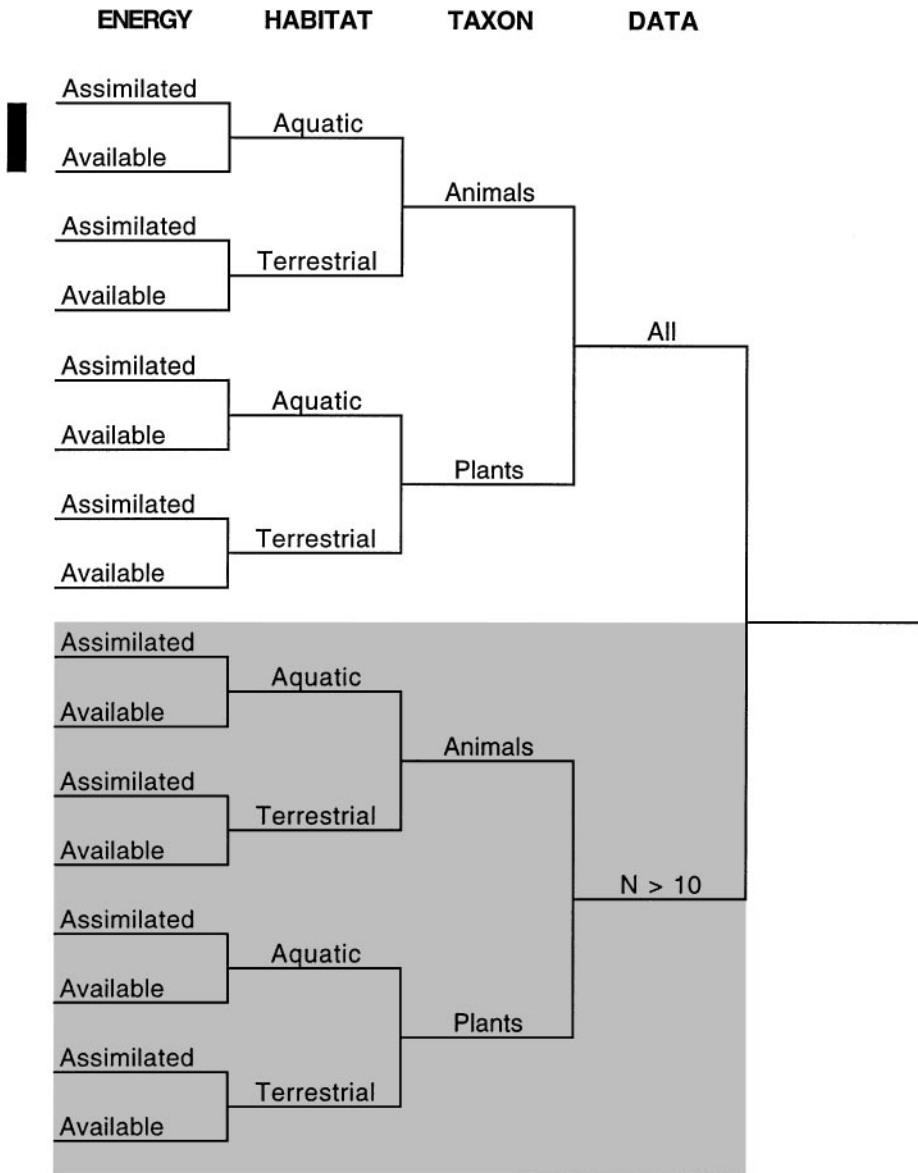 ENERGY HABITAT TAXON DATA
Assimilated
Aquatic
Available
Animals
Assimilated
Terrestrial
Available
All
Assimilated
Aquatic
Available
Plants
Assimilated
Terrestrial
Available
Assimilated
Aquatic
Available
Animals
Assimilated
Terrestrial
Available
N > 10
Assimilated
Aquatic
Available
Plants
Assimilated
Terrestrial
Available